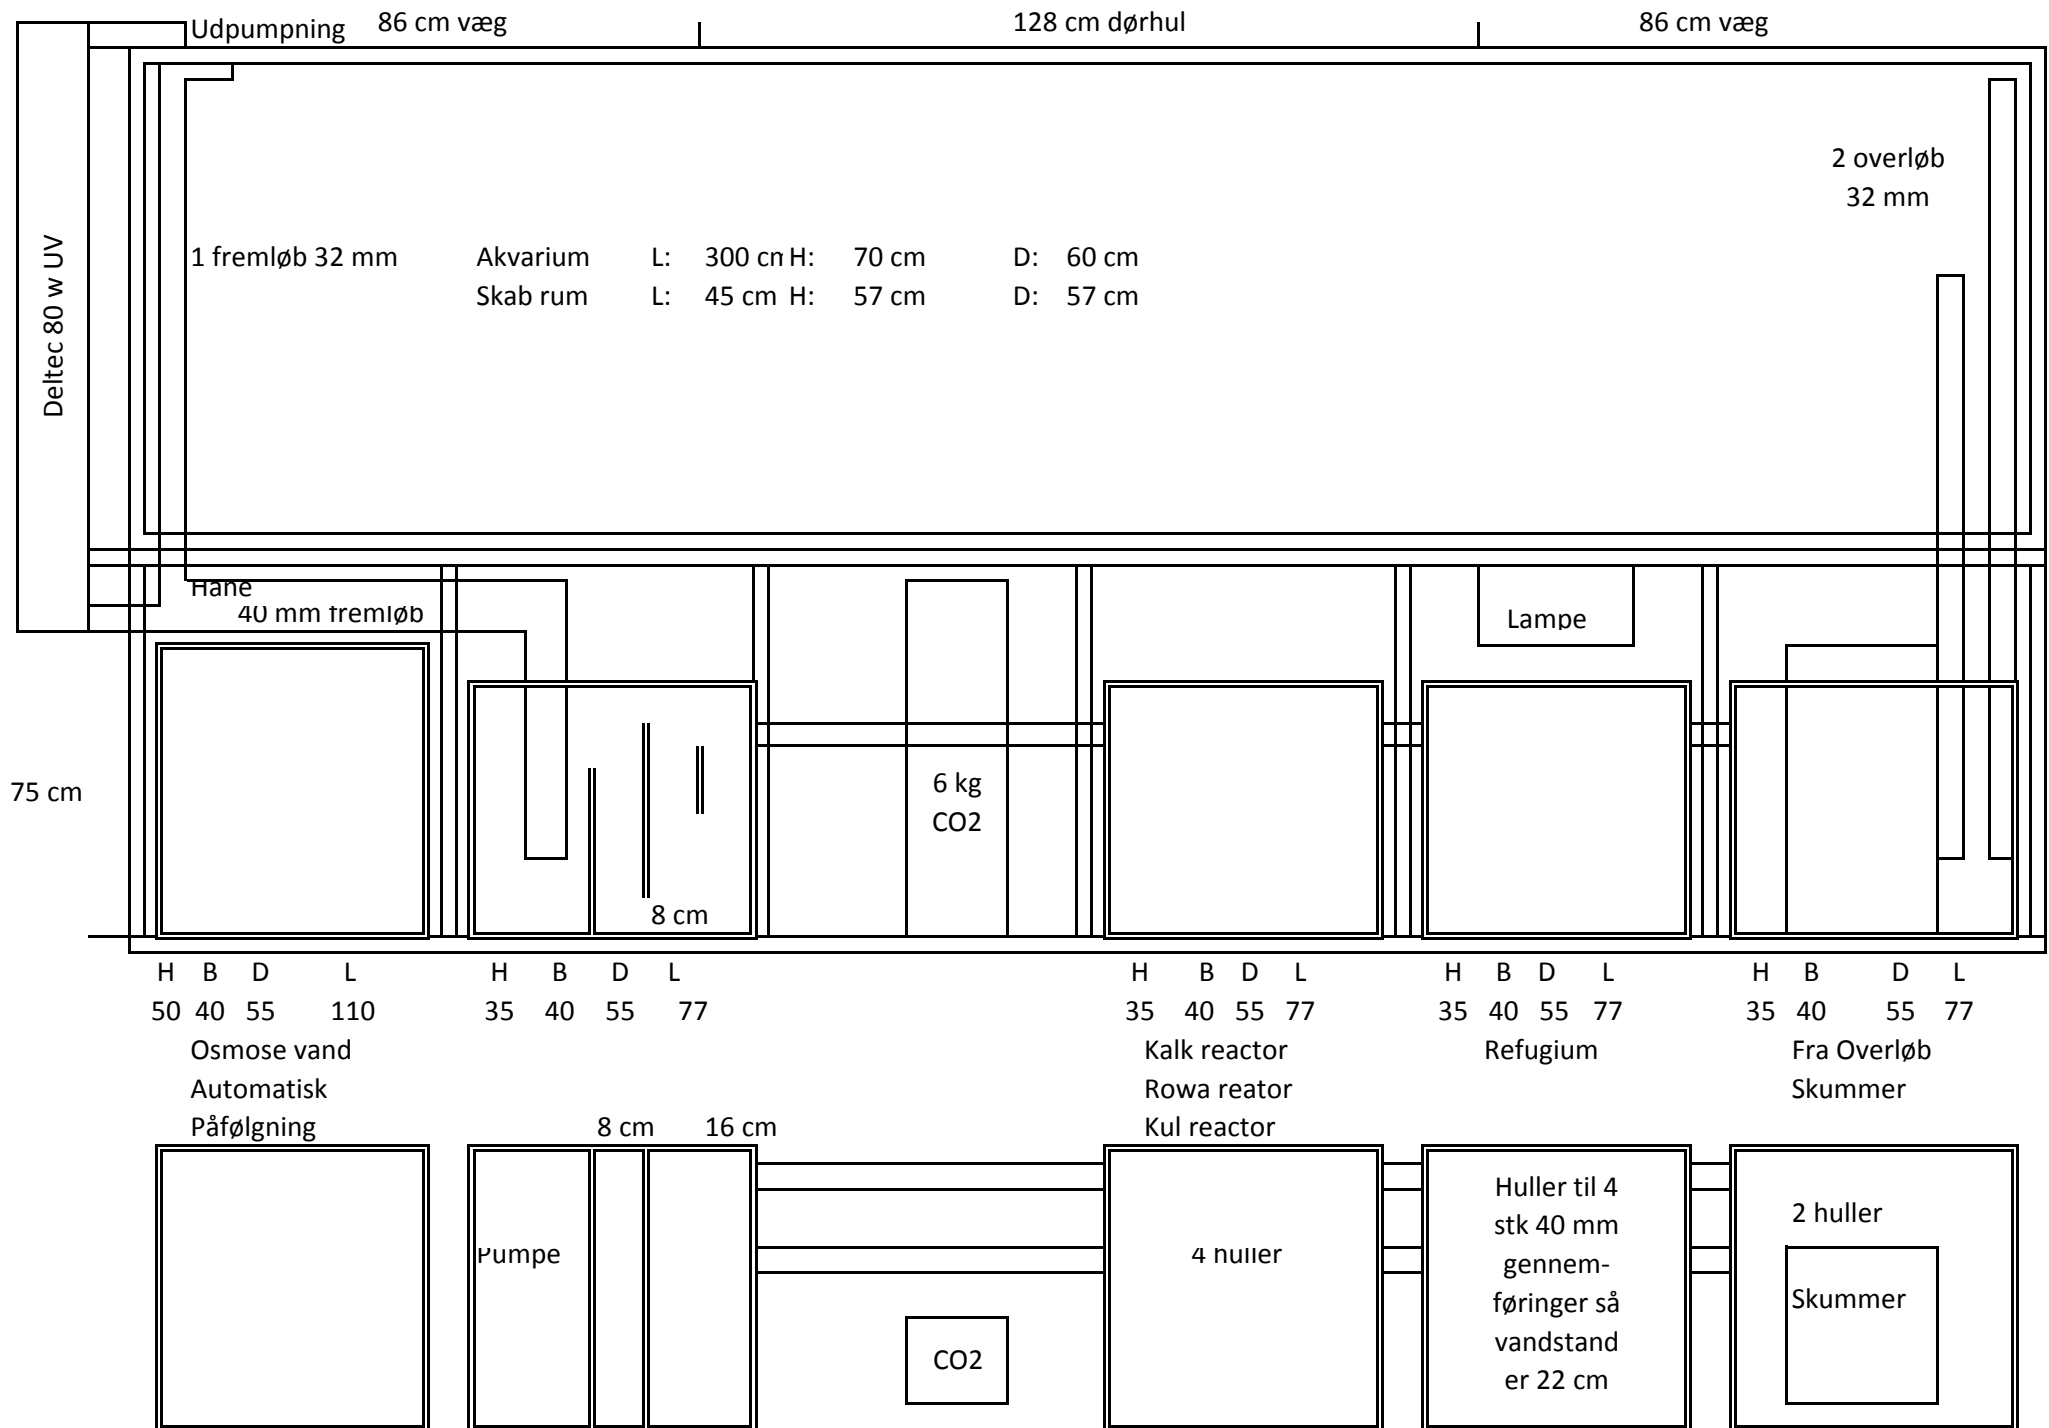 Udpumpning 86 cm væg 128 cm dørhul 86 cm væg
2 overløb
32 mm
Deltec 80 w UV
1 fremløb 32 mm Akvarium L: 300 cm H: 70 cm D: 60 cm
Skab rum L: 45 cm H: 57 cm D: 57 cm
Hane
40 mm fremløb
Lampe
75 cm
6 kg
CO2
8 cm
H B D L H B D L H B D L H B D L H B D L
50 40 55 110 35 40 55 77 35 40 55 77 35 40 55 77 35 40 55 77
Osmose vand Kalk reactor Refugium Fra Overløb
Automatisk Rowa reator Skummer
Påfølgning 8 cm 16 cm Kul reactor
Huller til 4
stk 40 mm
gennem-
føringer så
vandstand
er 22 cm
2 huller
Pumpe
4 huller
Skummer
CO2